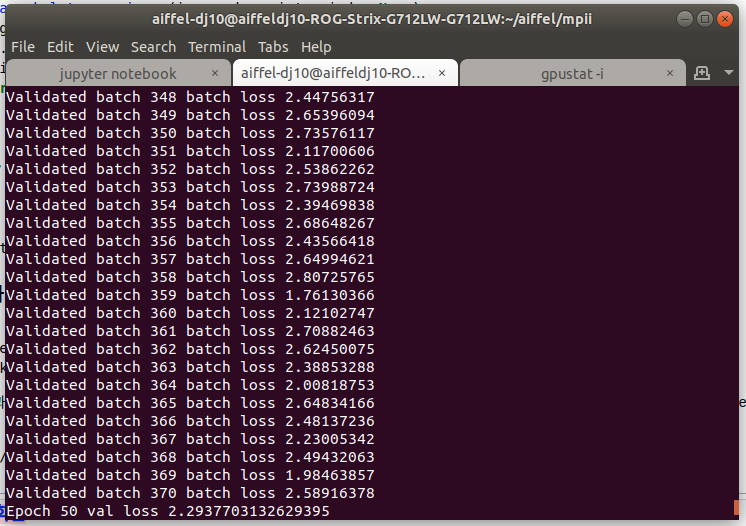 aiffel-dj10@aiffeldj10-ROG-Strix-G712LW-G712LW:~/aiffel/mpii
File Edit View Search Terminal Tabs Help
jupyter notebook × aiffel-dj10@aiffeldj10-RO... × gpustat -i ×
Validated batch 348 batch loss 2.44756317
Validated batch 349 batch loss 2.65396094
Validated batch 350 batch loss 2.73576117
Validated batch 351 batch loss 2.11700606
Validated batch 352 batch loss 2.53862262
Validated batch 353 batch loss 2.73988724
Validated batch 354 batch loss 2.39469838
Validated batch 355 batch loss 2.68648267
Validated batch 356 batch loss 2.43566418
Validated batch 357 batch loss 2.64994621
Validated batch 358 batch loss 2.80725765
Validated batch 359 batch loss 1.76130366
Validated batch 360 batch loss 2.12102747
Validated batch 361 batch loss 2.70882463
Validated batch 362 batch loss 2.62450075
Validated batch 363 batch loss 2.38853288
Validated batch 364 batch loss 2.00818753
Validated batch 365 batch loss 2.64834166
Validated batch 366 batch loss 2.48137236
Validated batch 367 batch loss 2.23005342
Validated batch 368 batch loss 2.49432063
Validated batch 369 batch loss 1.98463857
Validated batch 370 batch loss 2.58916378
Epoch 50 val loss 2.2937703132629395